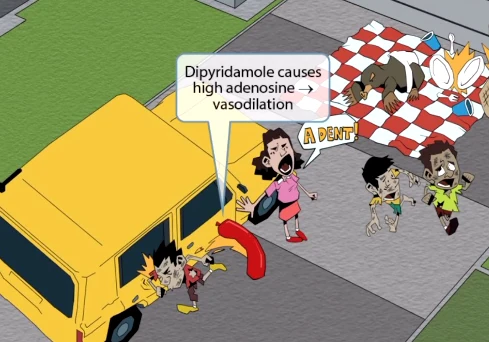 Dipyridamole causes
high adenosine →
vasodilation
A DENT!